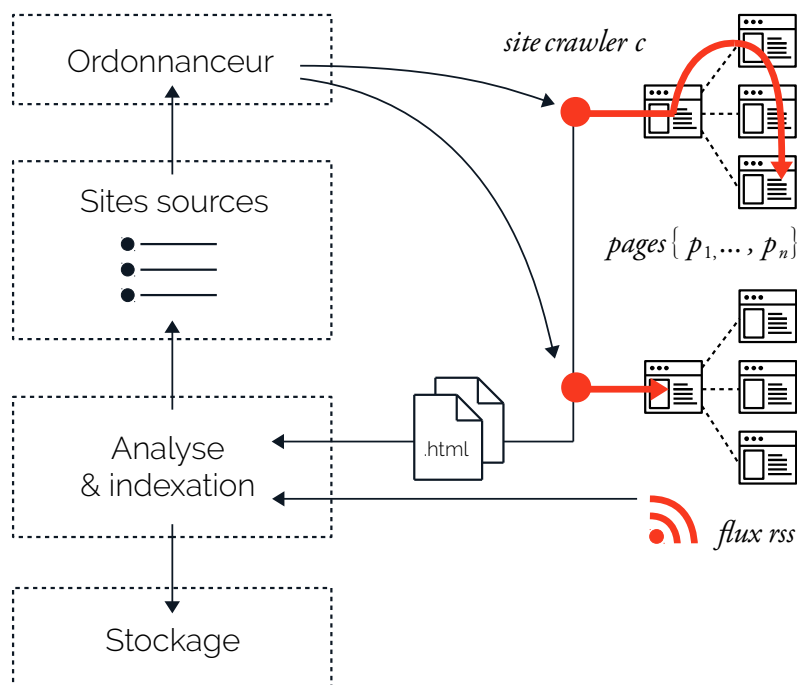 Ordonnanceur
site crawler c
Sites sources
pages { p1,... , pn}
Analyse
& indexation
.html
flux rss
Stockage